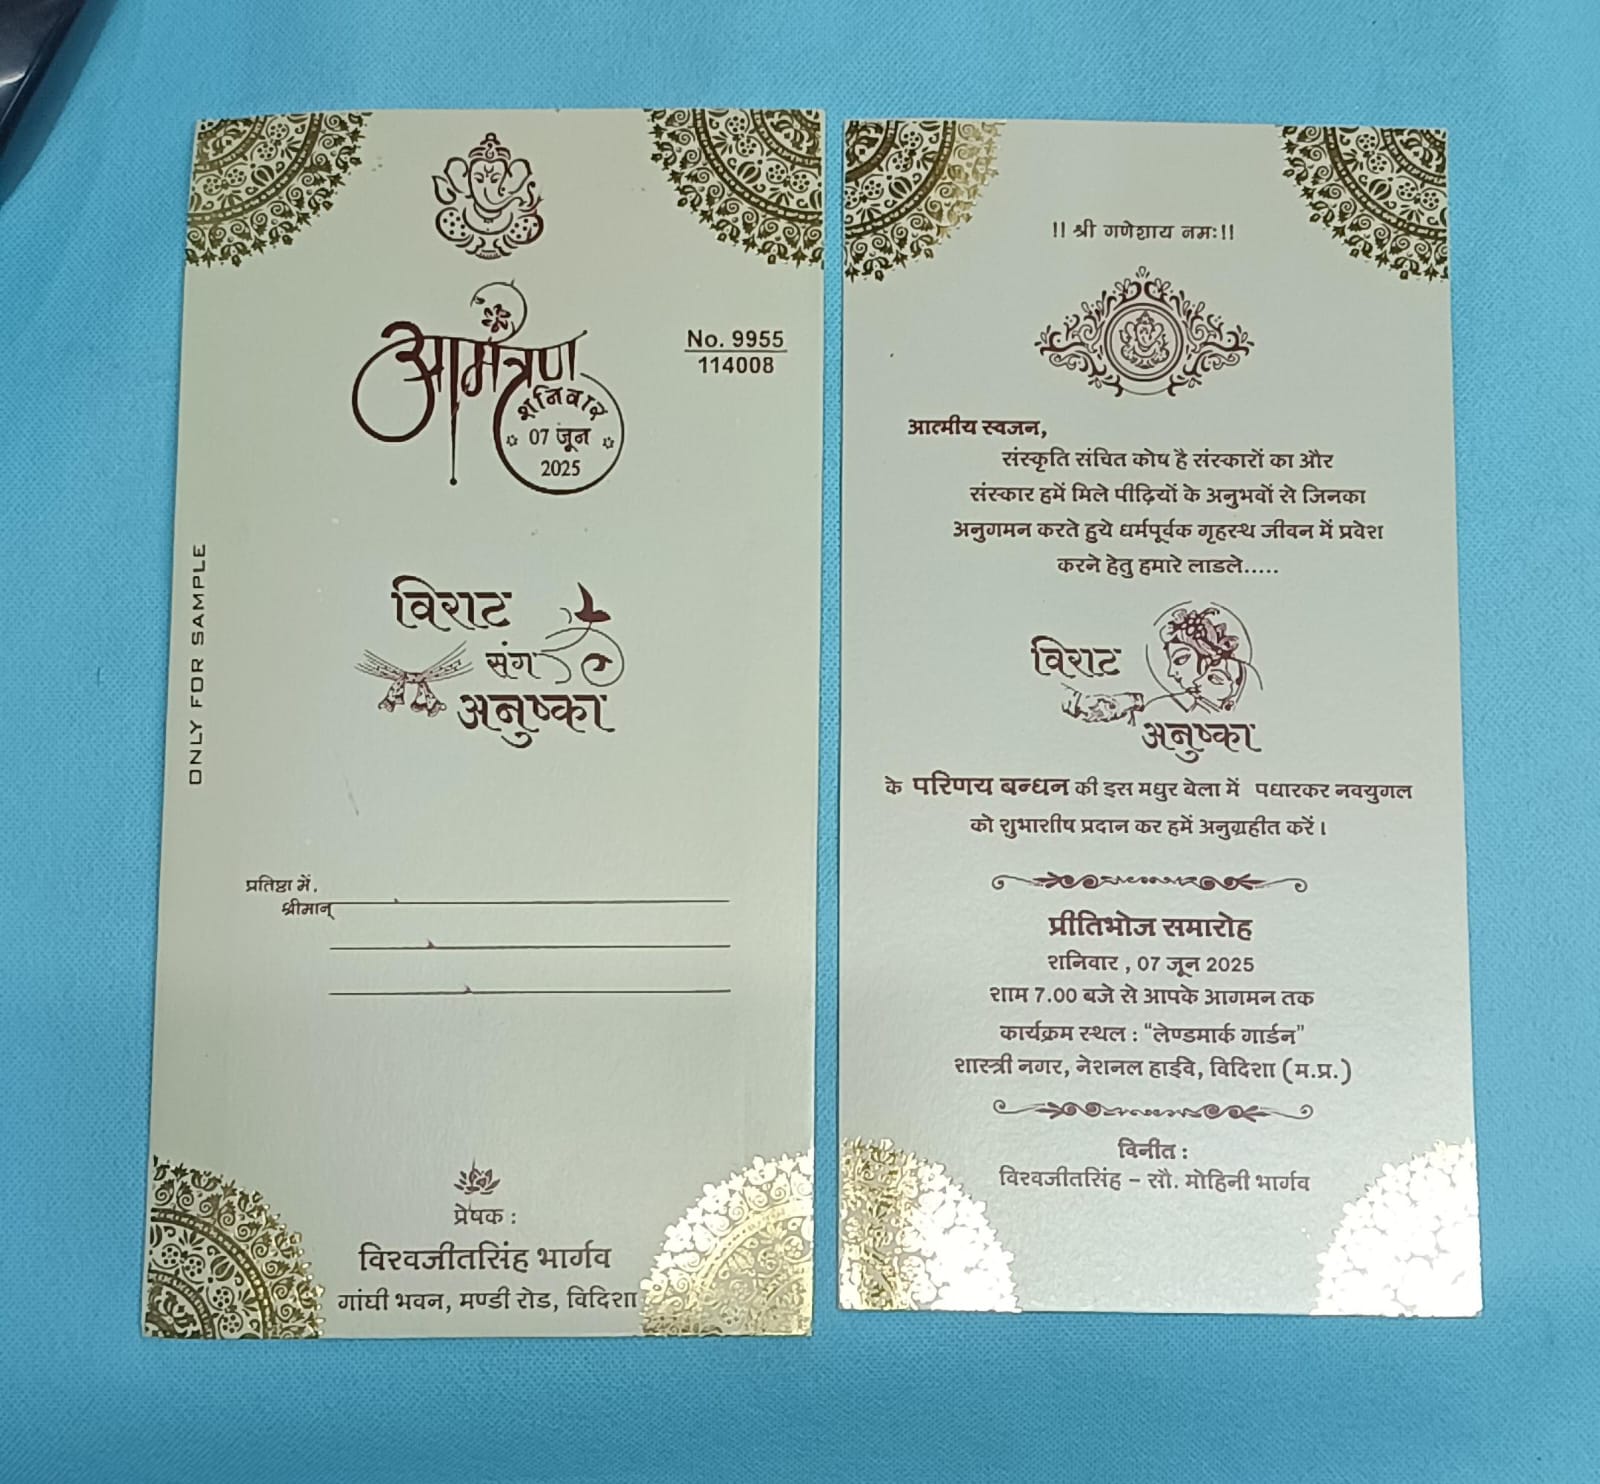 आमंत्रण
शनिवार
07 जून
2025
No. 9955
114008
ONLY FOR SAMPLE
विराट
संग
अनुष्का
प्रतिष्ठा में,
श्रीमान्
प्रेषक :
विश्वजीतसिंह भार्गव
गांघी भवन, मण्डी रोड, विदिशा
!! श्री गणेशाय नमः!!
आत्मीय स्वजन,
संस्कृति संचित कोष है संस्कारों का और
संस्कार हमें मिले पीढ़ियों के अनुभवों से जिनका
अनुगमन करते हुये धर्मपूर्वक गृहस्थ जीवन में प्रवेश
करने हेतु हमारे लाडले.....
विराट
अनुष्का
के परिणय बन्धन की इस मधुर बेला में पधारकर नवयुगल
को शुभाशीष प्रदान कर हमें अनुग्रहीत करें।
प्रीतिभोज समारोह
शनिवार , 07 जून 2025
शाम 7.00 बजे से आपके आगमन तक
कार्यक्रम स्थल : “लेण्डमार्क गार्डन”
शास्त्री नगर, नेशनल हाईवे, विदिशा (म.प्र.)
विनीत :
विश्वजीतसिंह – सौ. मोहिनी भार्गव